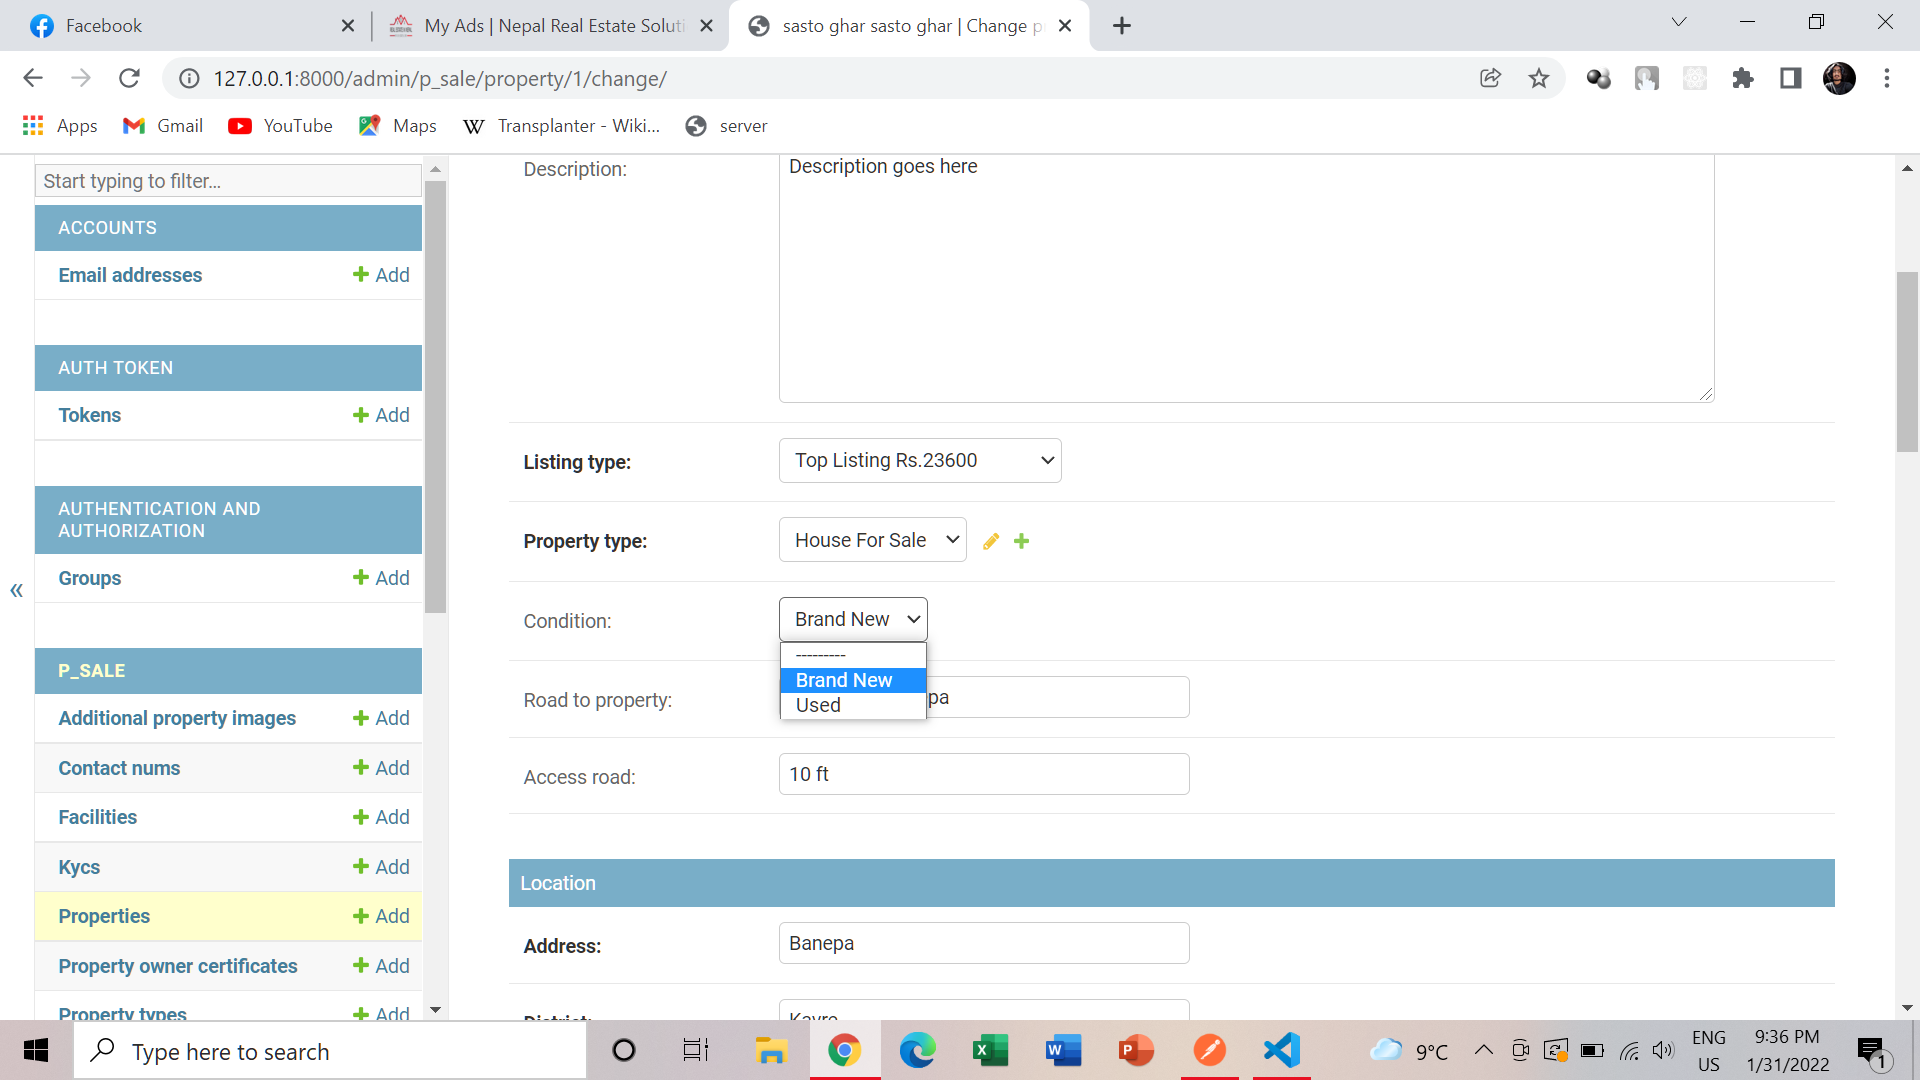 Facebook
My Ads | Nepal Real Estate Soluti
sasto ghar sasto ghar | Change p
127.0.0.1:8000/admin/p_sale/property/1/change/
Apps
Gmail
YouTube
Maps
W Transplanter - Wiki...
server
Start typing to filter...
ACCOUNTS
Email addresses
Add
AUTH TOKEN
Tokens
Add
AUTHENTICATION AND
AUTHORIZATION
Groups
Add
«
P_SALE
Additional property images
Add
Contact nums
Add
Facilities
Add
Kycs
Add
Properties
Add
Property owner certificates
Add
Property types
Add
Description:
Description goes here
Listing type:
Top Listing Rs.23600
Property type:
House For Sale
Condition:
Brand New
---------
Brand New
Used
Road to property:
pa
Access road:
10 ft
Location
Address:
Banepa
District:
Kavre
Type here to search
9°C
ENG
US
9:36 PM
1/31/2022
1